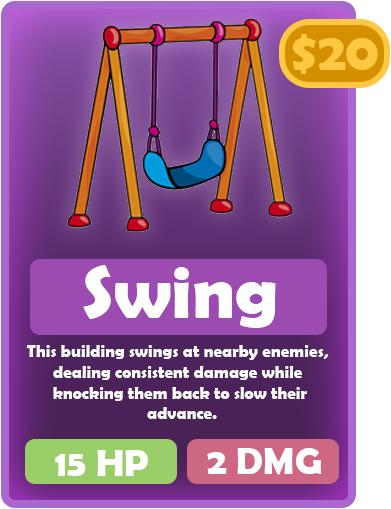 $20
Swing
This building swings at nearby enemies,
dealing consistent damage while
knocking them back to slow their
advance.
15 HP
2 DMG